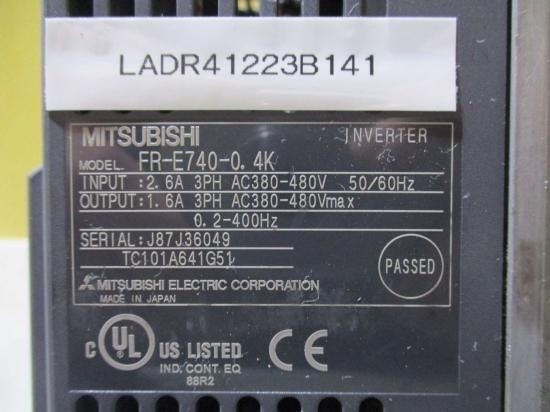 LADR41223B141
MITSUBISHI INVERTER
MODEL FR-E740-0.4K
INPUT :2.6A 3PH AC380-480V 50/60Hz
OUTPUT:1.6A 3PH AC380-480Vmax
0.2-400Hz
SERIAL:J87J36049
TC101A641G51
PASSED
MITSUBISHI ELECTRIC CORPORATION
MADE IN JAPAN
C UL US LISTED
IND. CONT. EQ
88R2